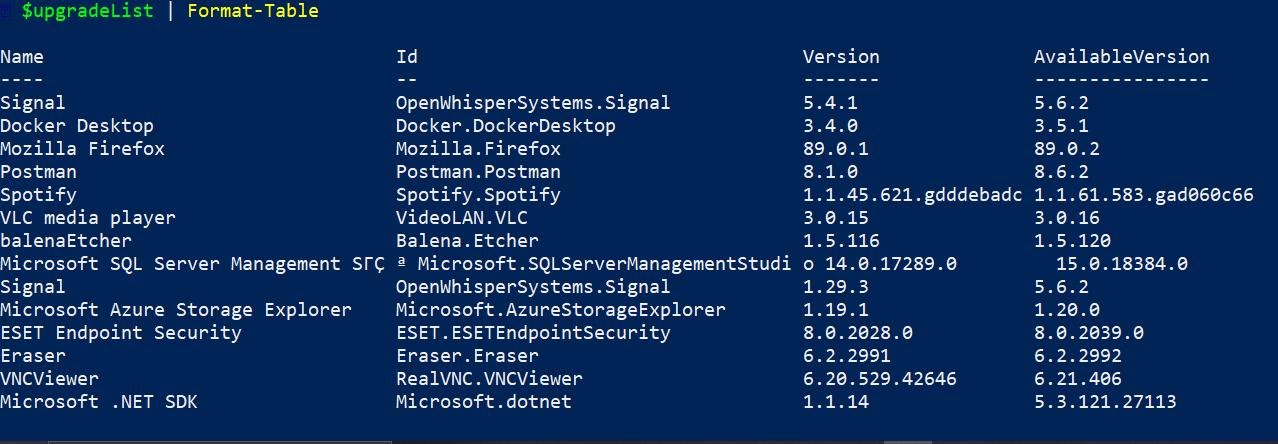 $upgradeList | Format-Table
Name Id Version AvailableVersion
---- -- ------- ----------------
Signal OpenWhisperSystems.Signal 5.4.1 5.6.2
Docker Desktop Docker.DockerDesktop 3.4.0 3.5.1
Mozilla Firefox Mozilla.Firefox 89.0.1 89.0.2
Postman Postman.Postman 8.1.0 8.6.2
Spotify Spotify.Spotify 1.1.45.621.gdddebadc 1.1.61.583.gad060c66
VLC media player VideoLAN.VLC 3.0.15 3.0.16
balenaEtcher Balena.Etcher 1.5.116 1.5.120
Microsoft SQL Server Management SΓÇ ª Microsoft.SQLServerManagementStudi o 14.0.17289.0 15.0.18384.0
Signal OpenWhisperSystems.Signal 1.29.3 5.6.2
Microsoft Azure Storage Explorer Microsoft.AzureStorageExplorer 1.19.1 1.20.0
ESET Endpoint Security ESET.ESETEndpointSecurity 8.0.2028.0 8.0.2039.0
Eraser Eraser.Eraser 6.2.2991 6.2.2992
VNCViewer RealVNC.VNCViewer 6.20.529.42646 6.21.406
Microsoft .NET SDK Microsoft.dotnet 1.1.14 5.3.121.27113